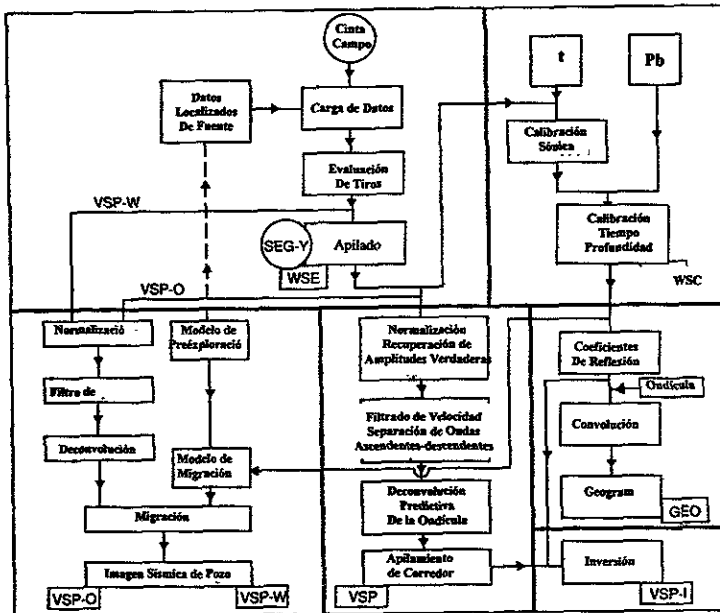 Cinta
Campo
t
Pb
Datos
Localizados
De Fuente
Carga de Datos
Calibración
Sónica
Evaluación
De Tiros
VSP-W
SEG-Y
Apilado
WSE
Calibración
Tiempo
Profundidad
WSC
VSP-O
Normalizació
Modelo de
Preéxploració
Normalización
Recuperación de
Amplitudes Verdaderas
Coeficientes
De Reflexión
Ondícula
Filtro de
Filtrado de Velocidad
Separación de Ondas
Ascendentes-descendentes
Convolución
Deconvolución
Modelo de
Migración
Deconvolución
Predictiva
De la Ondícula
Geogram
GEO
Migración
Imagen Sísmica de Pozo
VSP-O
VSP-W
Apilamiento
de Corredor
VSP
Inversión
VSP-I